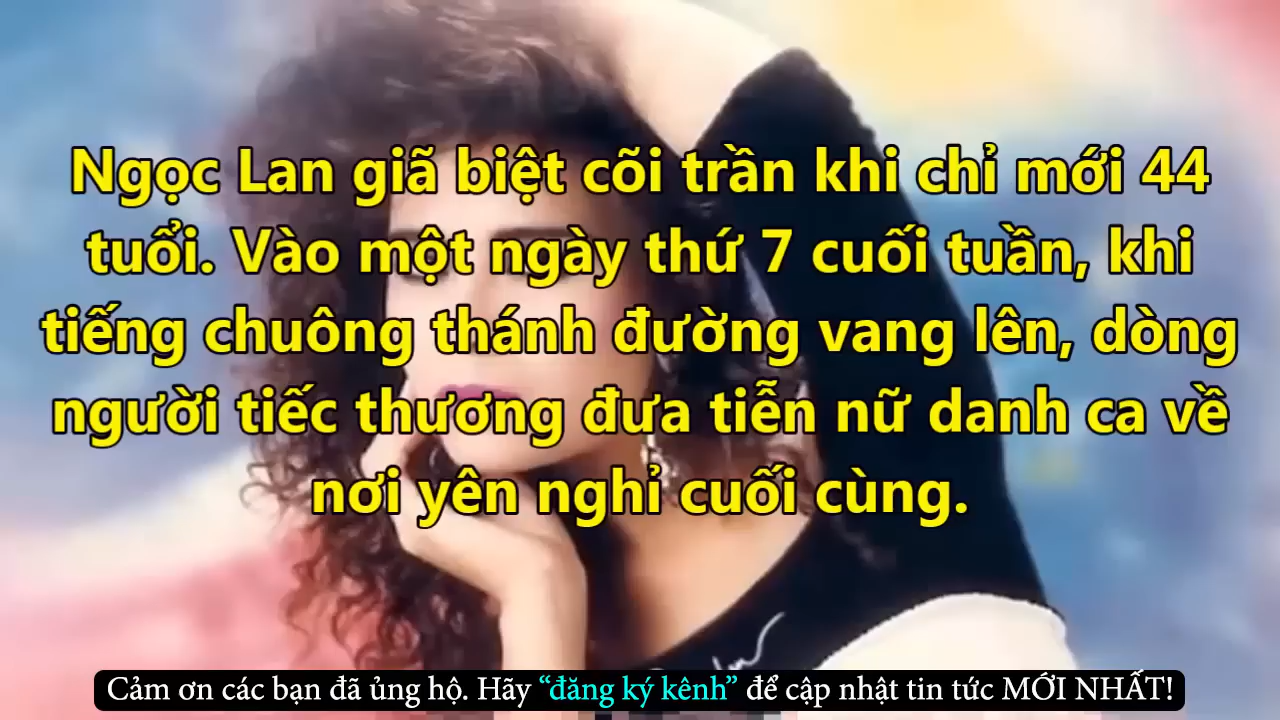 Ngọc Lan giã biệt cõi trần khi chỉ mới 44
tuổi. Vào một ngày thứ 7 cuối tuần, khi
tiếng chuông thánh đường vang lên, dòng
người tiếc thương đưa tiễn nữ danh ca về
nơi yên nghỉ cuối cùng.
Cảm ơn các bạn đã ủng hộ. Hãy “đăng ký kênh” để cập nhật tin tức MỚI NHẤT!